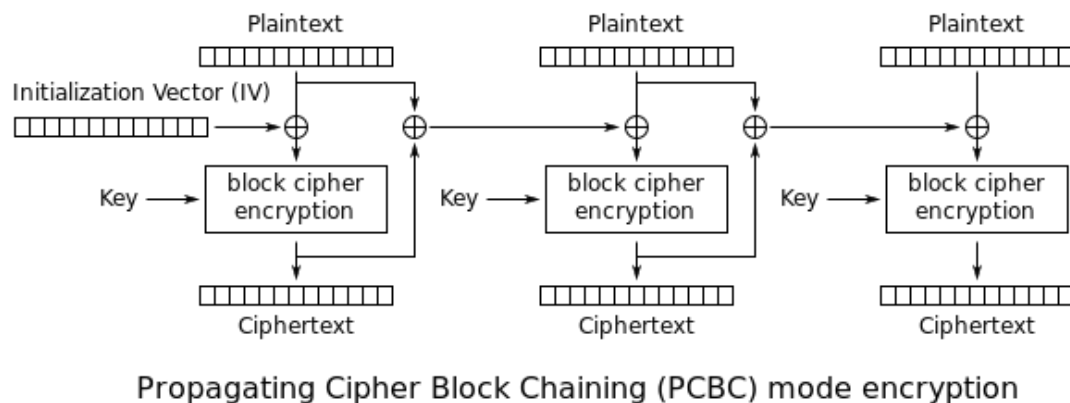 Plaintext
Plaintext
Plaintext
Initialization Vector (IV)
Key
block cipher
encryption
Key
block cipher
encryption
Key
block cipher
encryption
Ciphertext
Ciphertext
Ciphertext
Propagating Cipher Block Chaining (PCBC) mode encryption